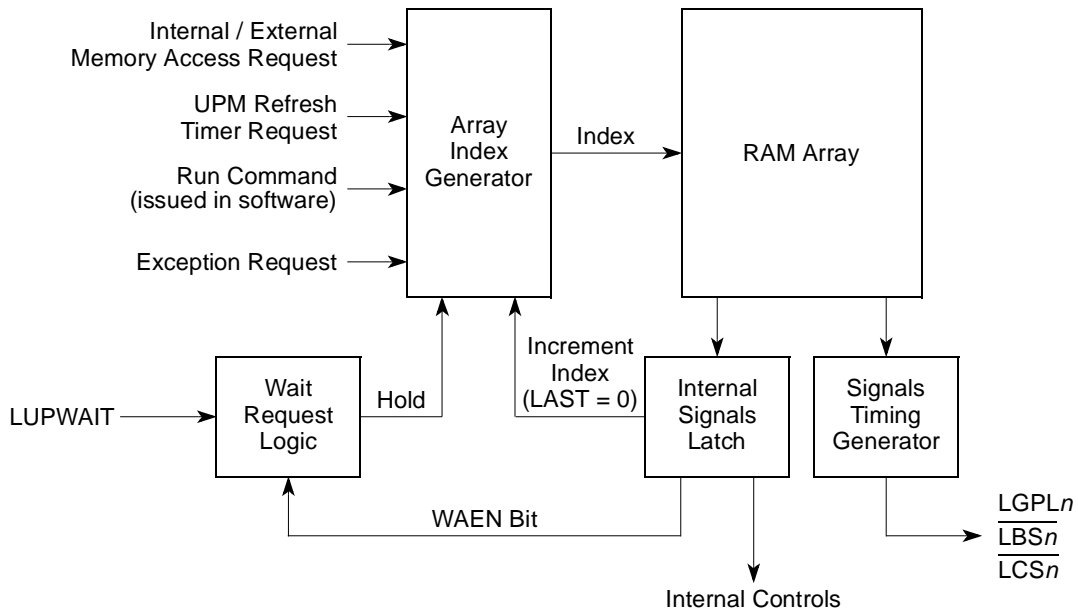 Internal / External
Memory Access Request
UPM Refresh
Timer Request
Run Command
(issued in software)
Exception Request
Array
Index
Generator
Index
RAM Array
LUPWAIT
Wait
Request
Logic
Hold
Increment
Index
(LAST = 0)
Internal
Signals
Latch
Signals
Timing
Generator
WAEN Bit
LGPLn
LBSn
LCSn
Internal Controls